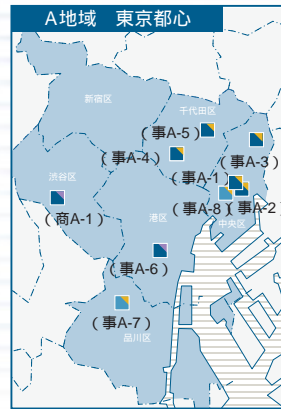 A地域 東京都心
新宿区
千代田区
（事A-5）
（事A-4）
（事A-3）
渋谷区
（事A-1）
（商A-1）
港区
（事A-8）
（事A-2）
中央区
（事A-6）
（事A-7）
品川区